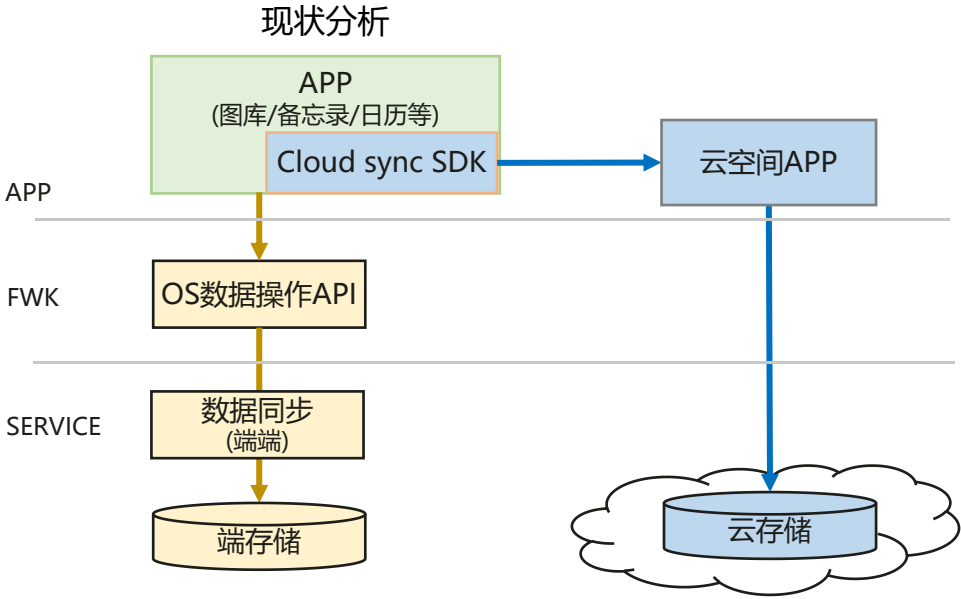 现状分析
APP
(图库/备忘录/日历等)
Cloud sync SDK
云空间APP
APP
FWK
OS数据操作API
SERVICE
数据同步
(端端)
端存储
云存储